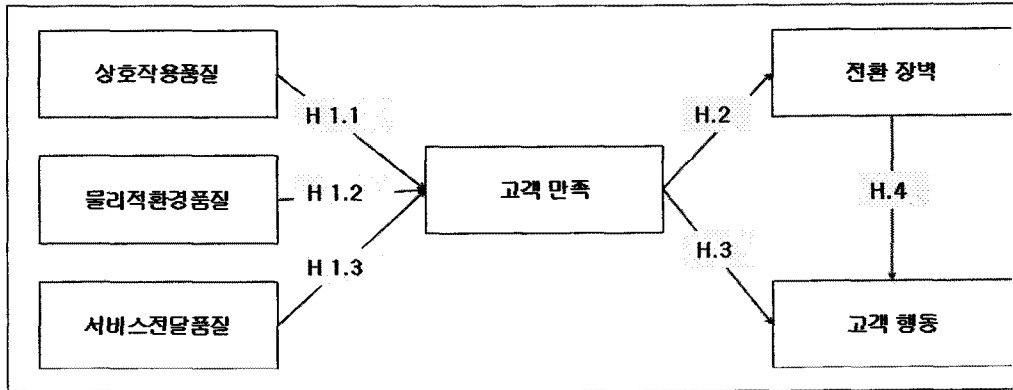 상호작용품질
전환 장벽
H 1.1
H.2
물리적환경품질
H 1.2
고객 만족
H.4
H 1.3
H.3
서비스전달품질
고객 행동